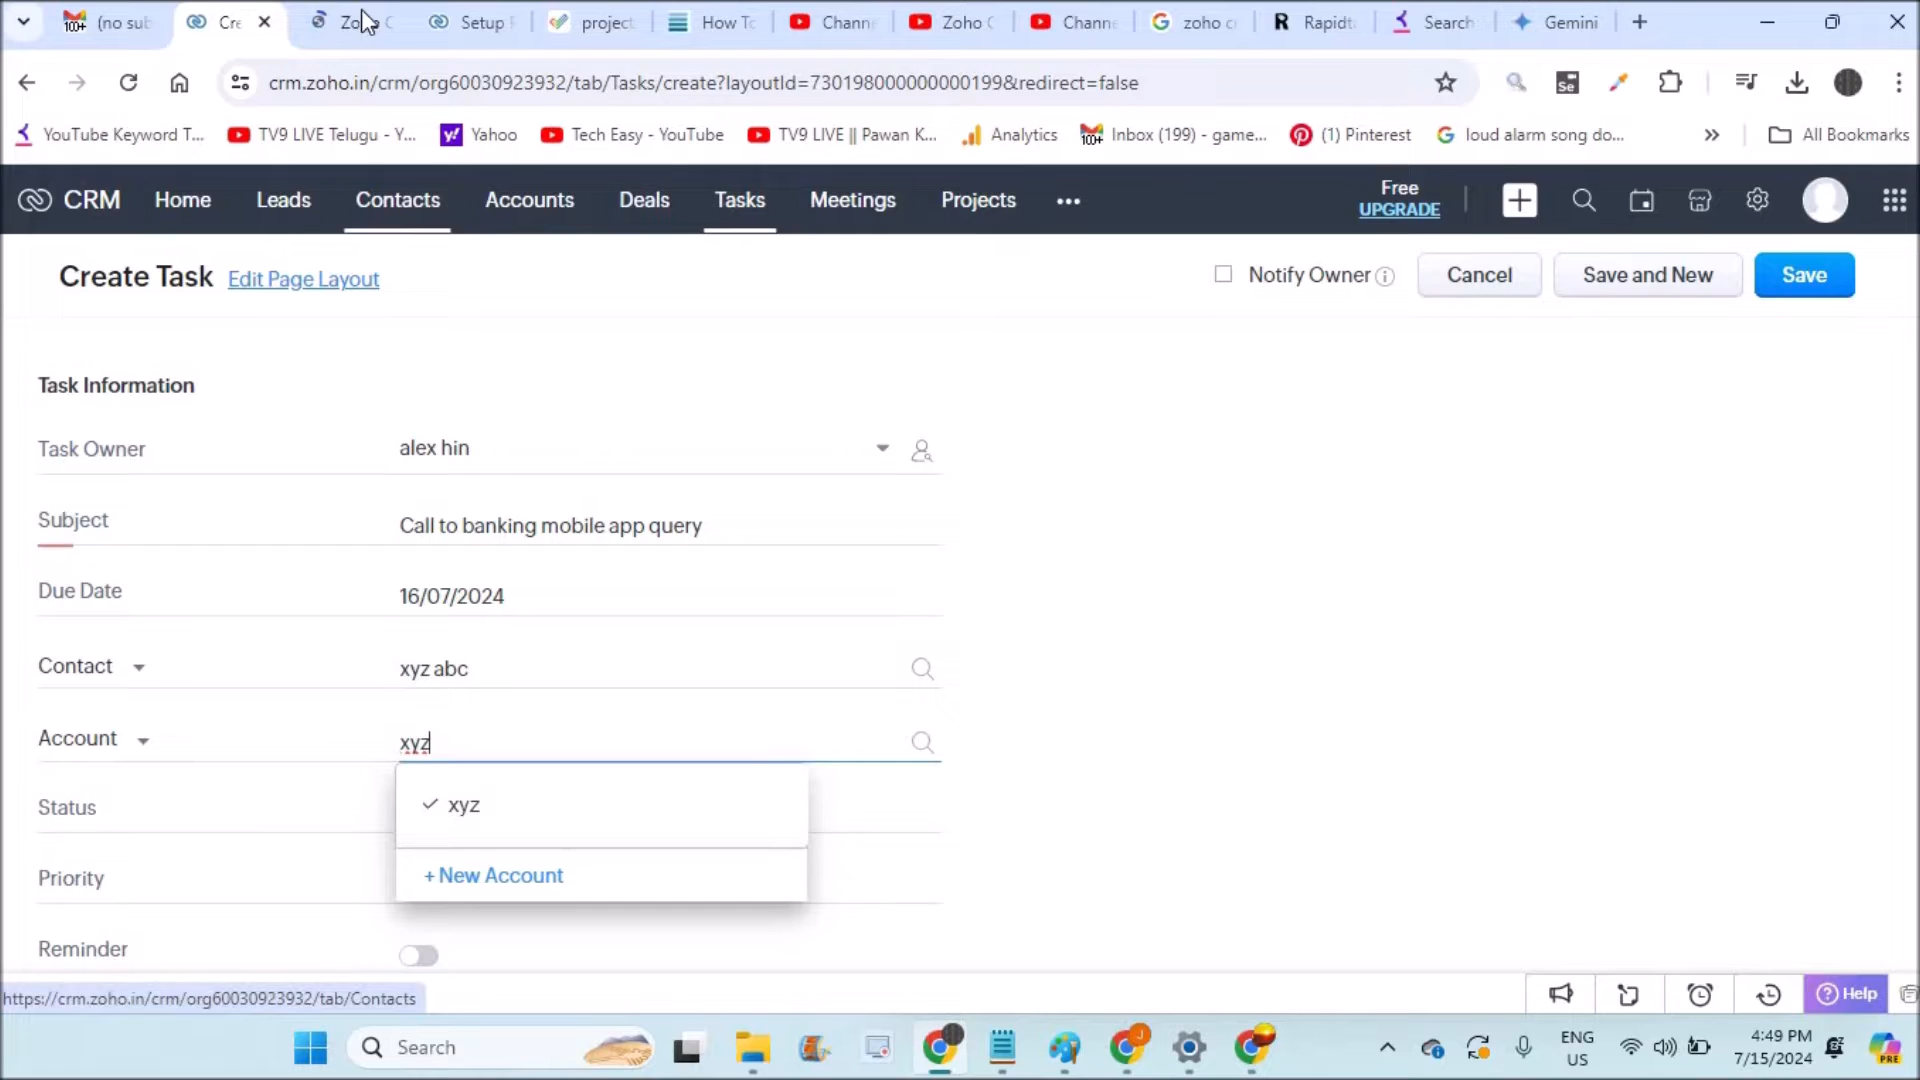 (no sub
Cre
Zoho C
Setup
project
How To
Chann
Zoho C
Chann
zoho c
Rapidt
Search
Gemini
crm.zoho.in/crm/org60030923932/tab/Tasks/create?layoutId=730198000000000199&redirect=false
YouTube Keyword T...
TV9 LIVE Telugu - Y...
Yahoo
Tech Easy - YouTube
TV9 LIVE || Pawan K...
Analytics
Inbox (199) - game...
(1) Pinterest
loud alarm song do...
All Bookmarks
CRM Home Leads Contacts Accounts Deals Tasks Meetings Projects ...
Free
UPGRADE
Create Task Edit Page Layout
Notify Owner
Cancel
Save and New
Save
Task Information
Task Owner alex hin
Subject Call to banking mobile app query
Due Date 16/07/2024
Contact xyz abc
Account xyz
xyz
Status
+ New Account
Priority
Reminder
https://crm.zoho.in/crm/org60030923932/tab/Contacts
Help
Search
ENG
US
4:49 PM
7/15/2024
PRE